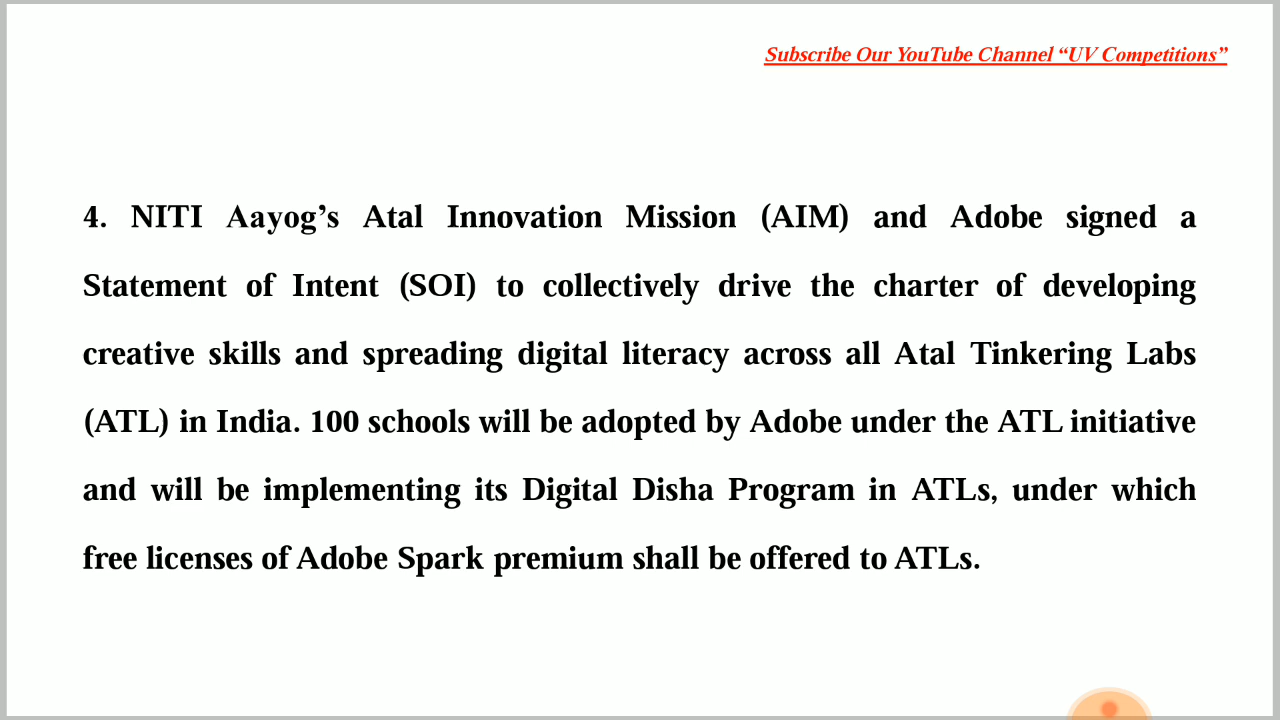 Subscribe Our YouTube Channel “UV Competitions”
4. NITI Aayog’s Atal Innovation Mission (AIM) and Adobe signed a
Statement of Intent (SOI) to collectively drive the charter of developing
creative skills and spreading digital literacy across all Atal Tinkering Labs
(ATL) in India. 100 schools will be adopted by Adobe under the ATL initiative
and will be implementing its Digital Disha Program in ATLs, under which
free licenses of Adobe Spark premium shall be offered to ATLs.